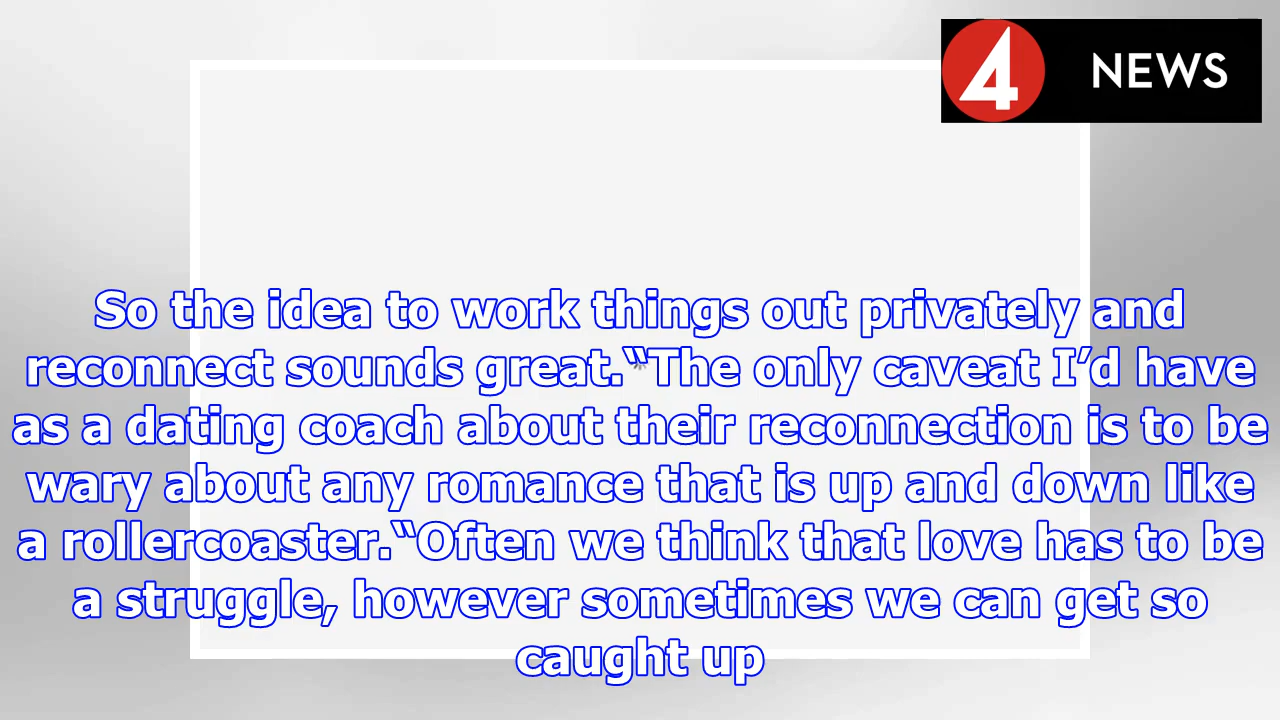 4 NEWS
So the idea to work things out privately and
reconnect sounds great.“The only caveat I’d have
as a dating coach about their reconnection is to be
wary about any romance that is up and down like
a rollercoaster.“Often we think that love has to be
a struggle, however sometimes we can get so
caught up